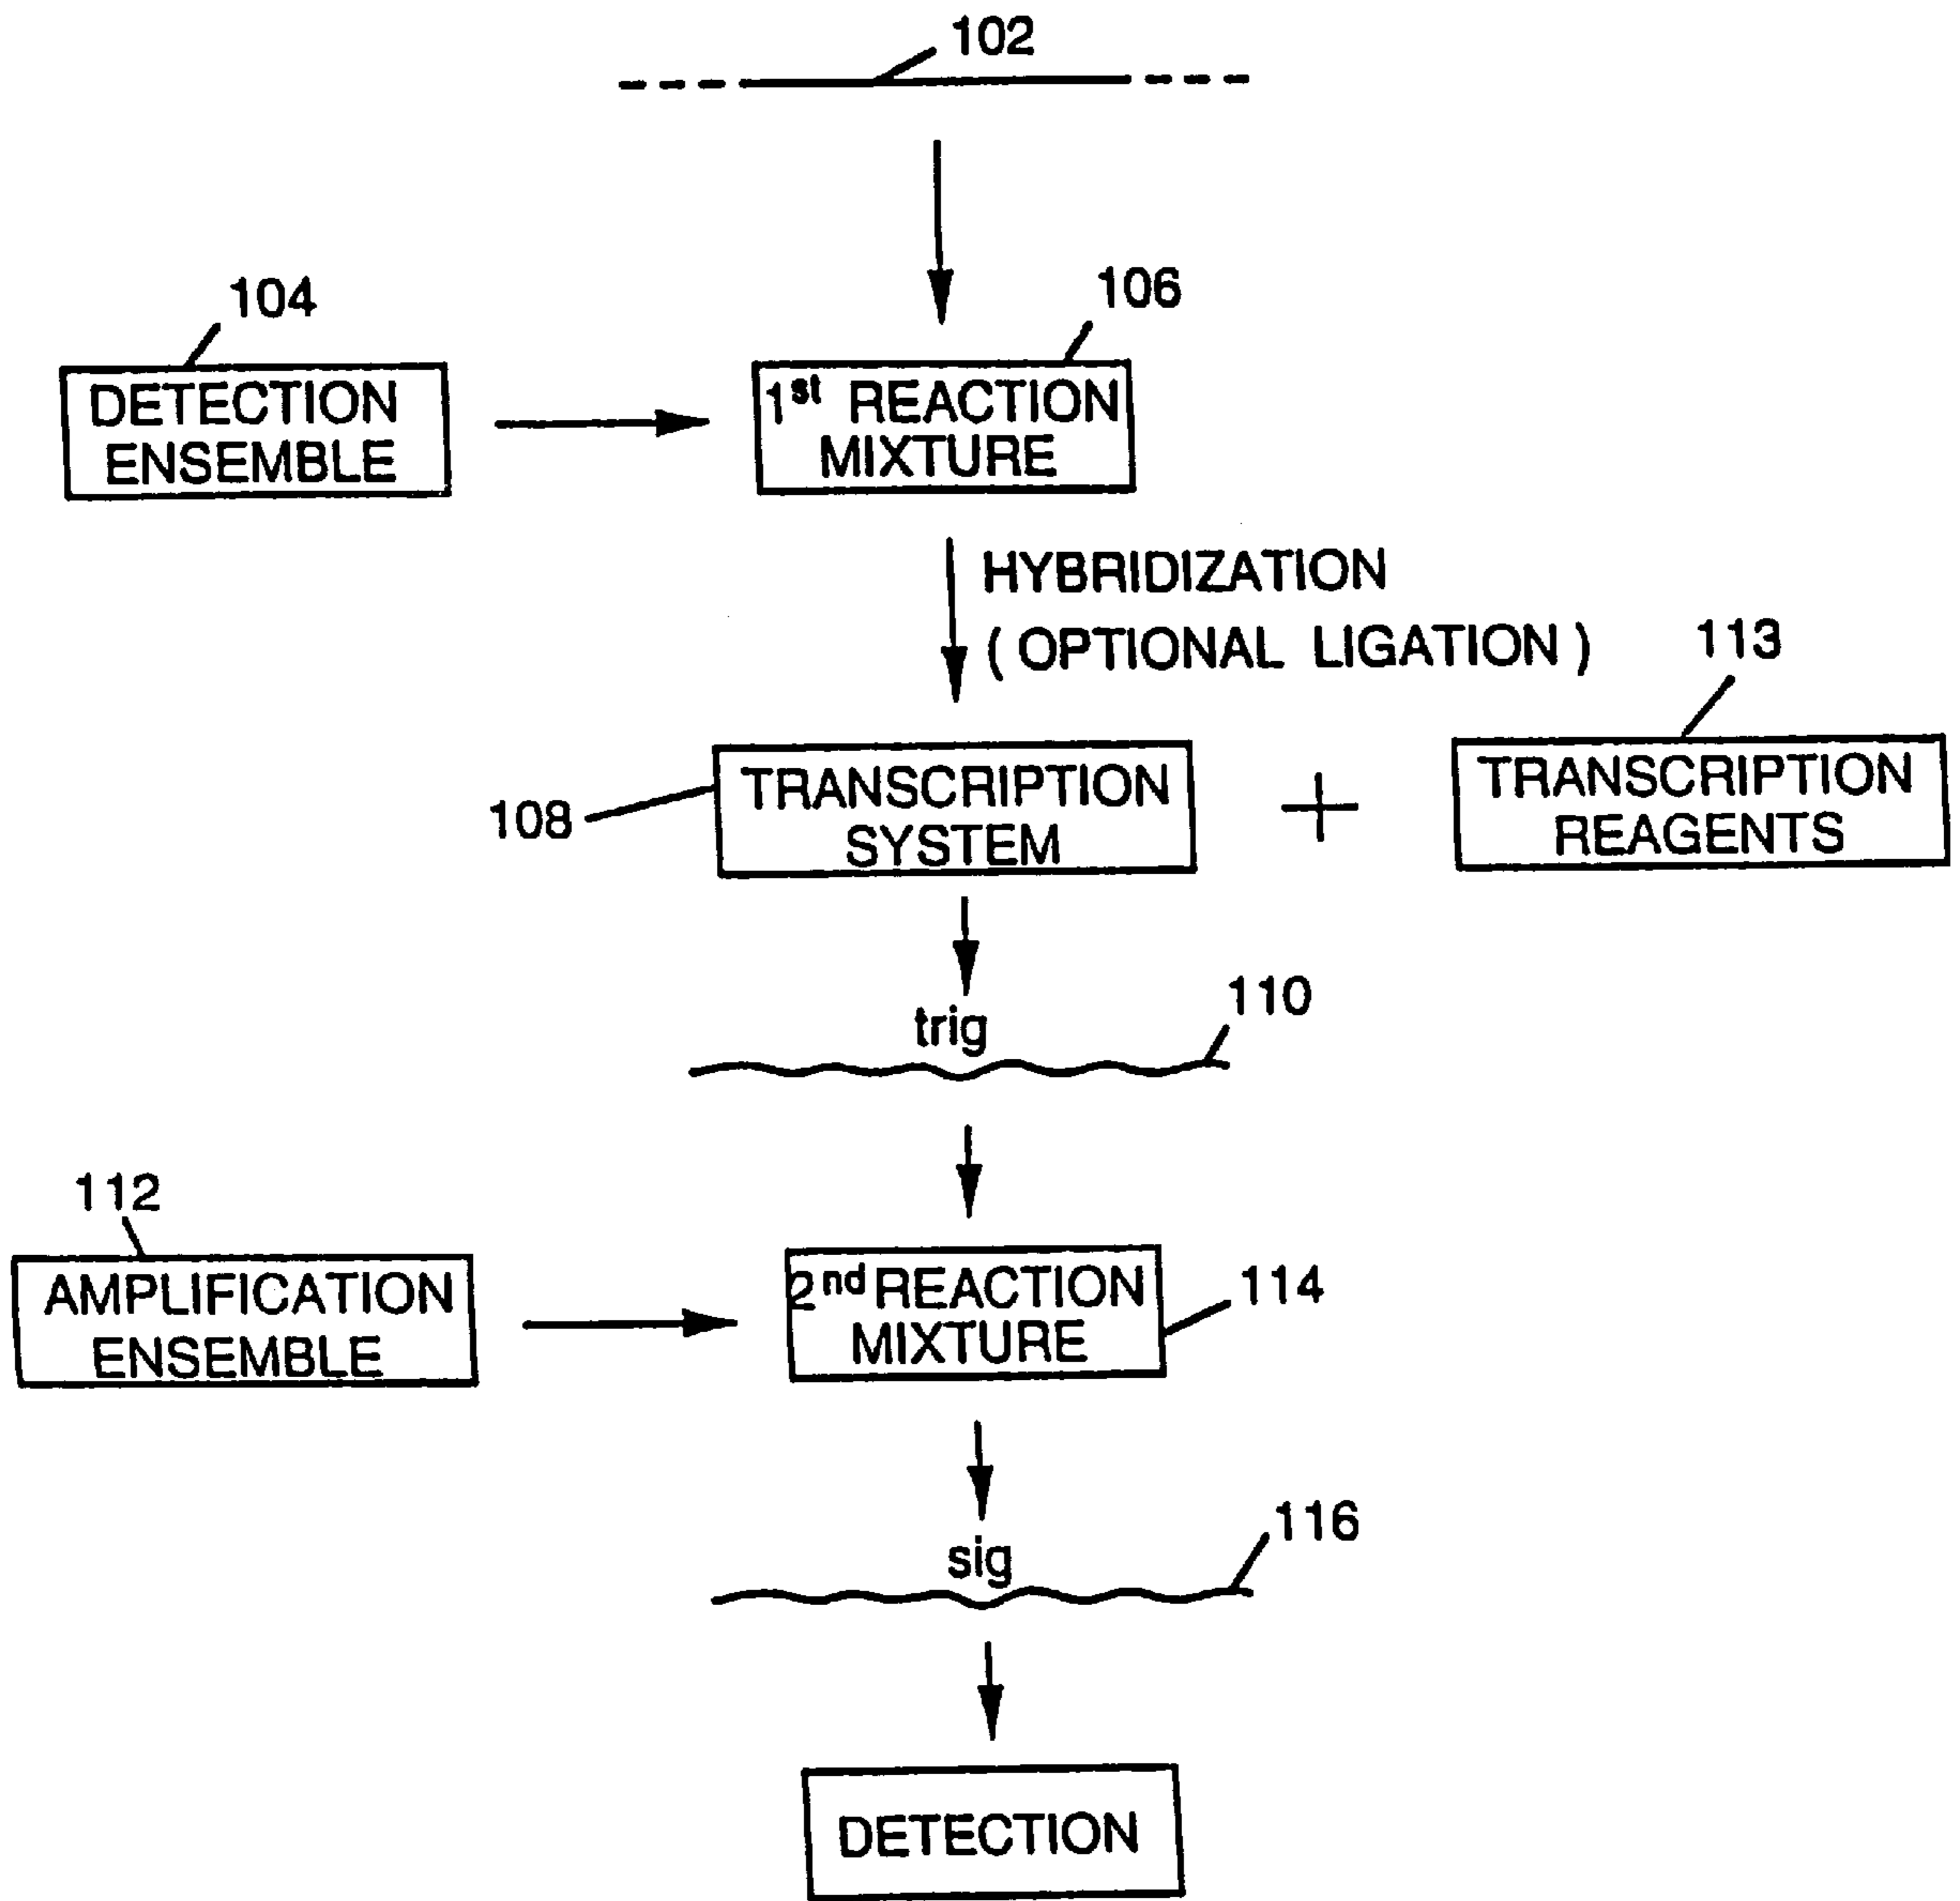 102
104
106
DETECTION
ENSEMBLE
1st REACTION
MIXTURE
HYBRIDIZATION
( OPTIONAL LIGATION )
113
108
TRANSCRIPTION
SYSTEM
+
TRANSCRIPTION
REAGENTS
trig
110
112
AMPLIFICATION
ENSEMBLE
2nd REACTION
MIXTURE
114
sig
116
DETECTION